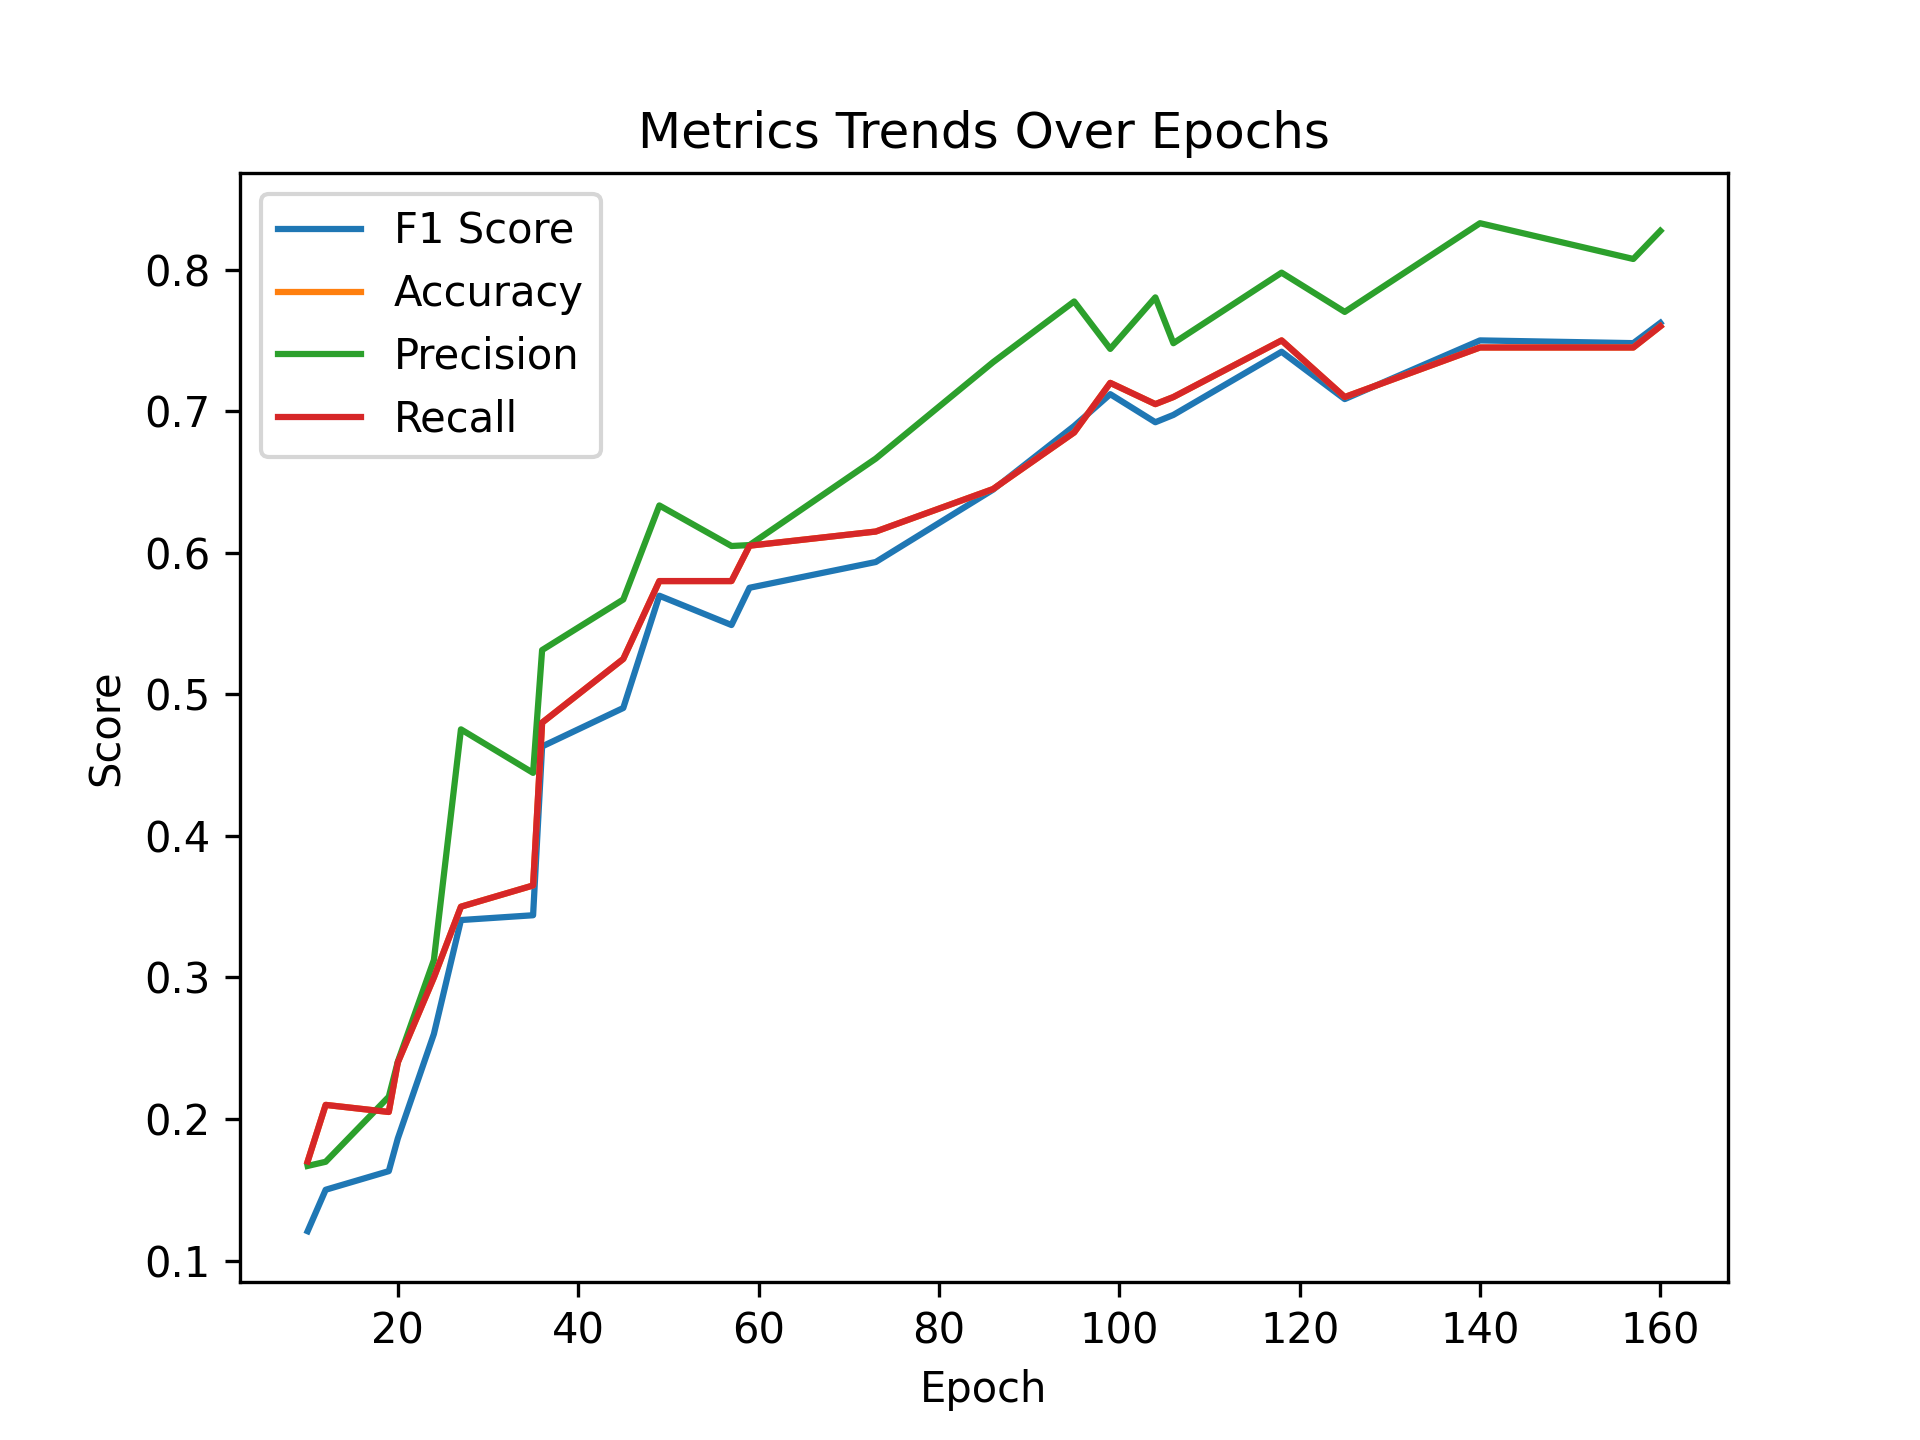 Metrics Trends Over Epochs
F1 Score
Accuracy
Precision
Recall
0.8
0.7
0.6
0.5
0.4
0.3
0.2
0.1
Score
20 40 60 80 100 120 140 160
Epoch